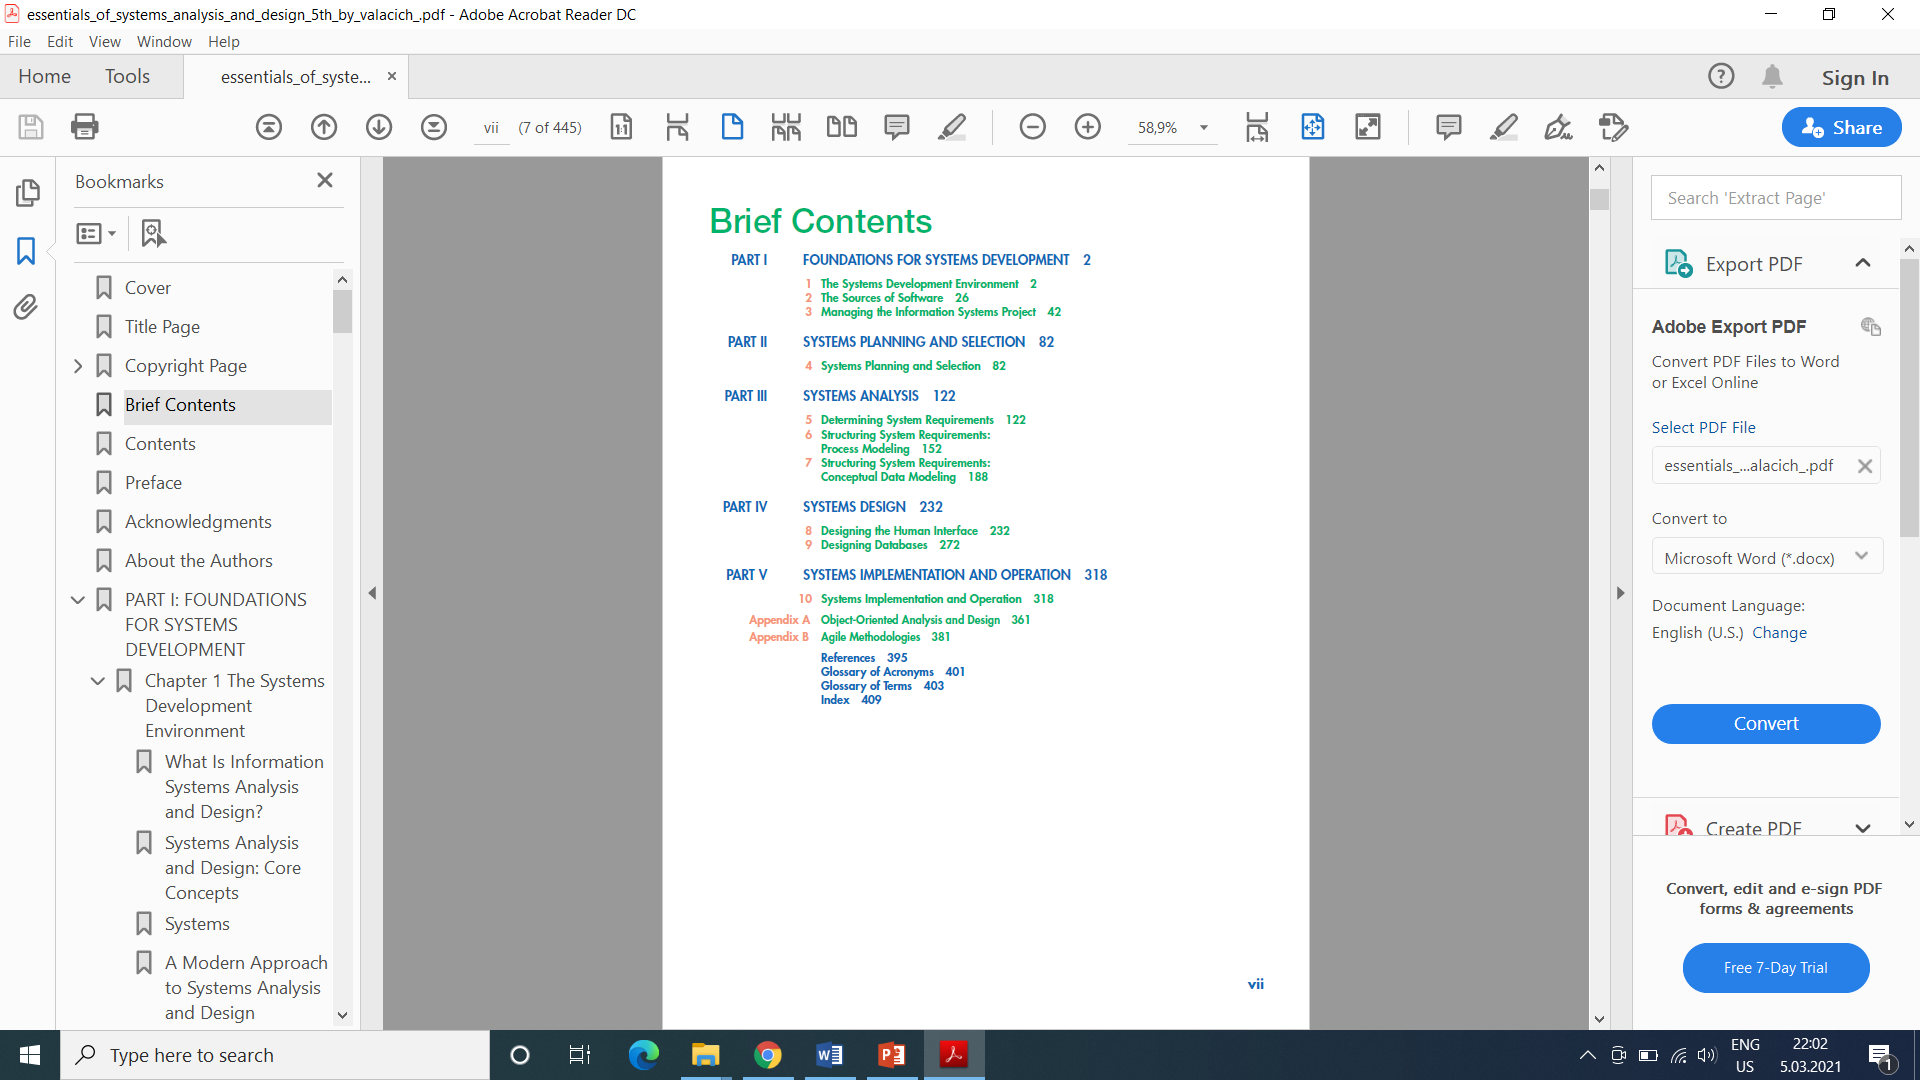 essentials_of_systems_analysis_and_design_5th_by_valacich_.pdf - Adobe Acrobat Reader DC
File Edit View Window Help
Home Tools essentials_of_syste... Sign In
vii (7 of 445) 1:1 58,9% Share
Bookmarks
Cover
Title Page
Copyright Page
Brief Contents
Contents
Preface
Acknowledgments
About the Authors
PART I: FOUNDATIONS
FOR SYSTEMS
DEVELOPMENT
Chapter 1 The Systems
Development
Environment
What Is Information
Systems Analysis
and Design?
Systems Analysis
and Design: Core
Concepts
Systems
A Modern Approach
to Systems Analysis
and Design
Brief Contents
PART I FOUNDATIONS FOR SYSTEMS DEVELOPMENT 2
1 The Systems Development Environment 2
2 The Sources of Software 26
3 Managing the Information Systems Project 42
PART II SYSTEMS PLANNING AND SELECTION 82
4 Systems Planning and Selection 82
PART III SYSTEMS ANALYSIS 122
5 Determining System Requirements 122
6 Structuring System Requirements:
Process Modeling 152
7 Structuring System Requirements:
Conceptual Data Modeling 188
PART IV SYSTEMS DESIGN 232
8 Designing the Human Interface 232
9 Designing Databases 272
PART V SYSTEMS IMPLEMENTATION AND OPERATION 318
10 Systems Implementation and Operation 318
Appendix A Object-Oriented Analysis and Design 361
Appendix B Agile Methodologies 381
References 395
Glossary of Acronyms 401
Glossary of Terms 403
Index 409
vii
Search 'Extract Page'
Export PDF
Adobe Export PDF
Convert PDF Files to Word
or Excel Online
Select PDF File
essentials_...alacich_.pdf
Convert to
Microsoft Word (*.docx)
Document Language:
English (U.S.) Change
Convert
Create PDF
Convert, edit and e-sign PDF
forms & agreements
Free 7-Day Trial
Type here to search
ENG
US
22:02
5.03.2021
1